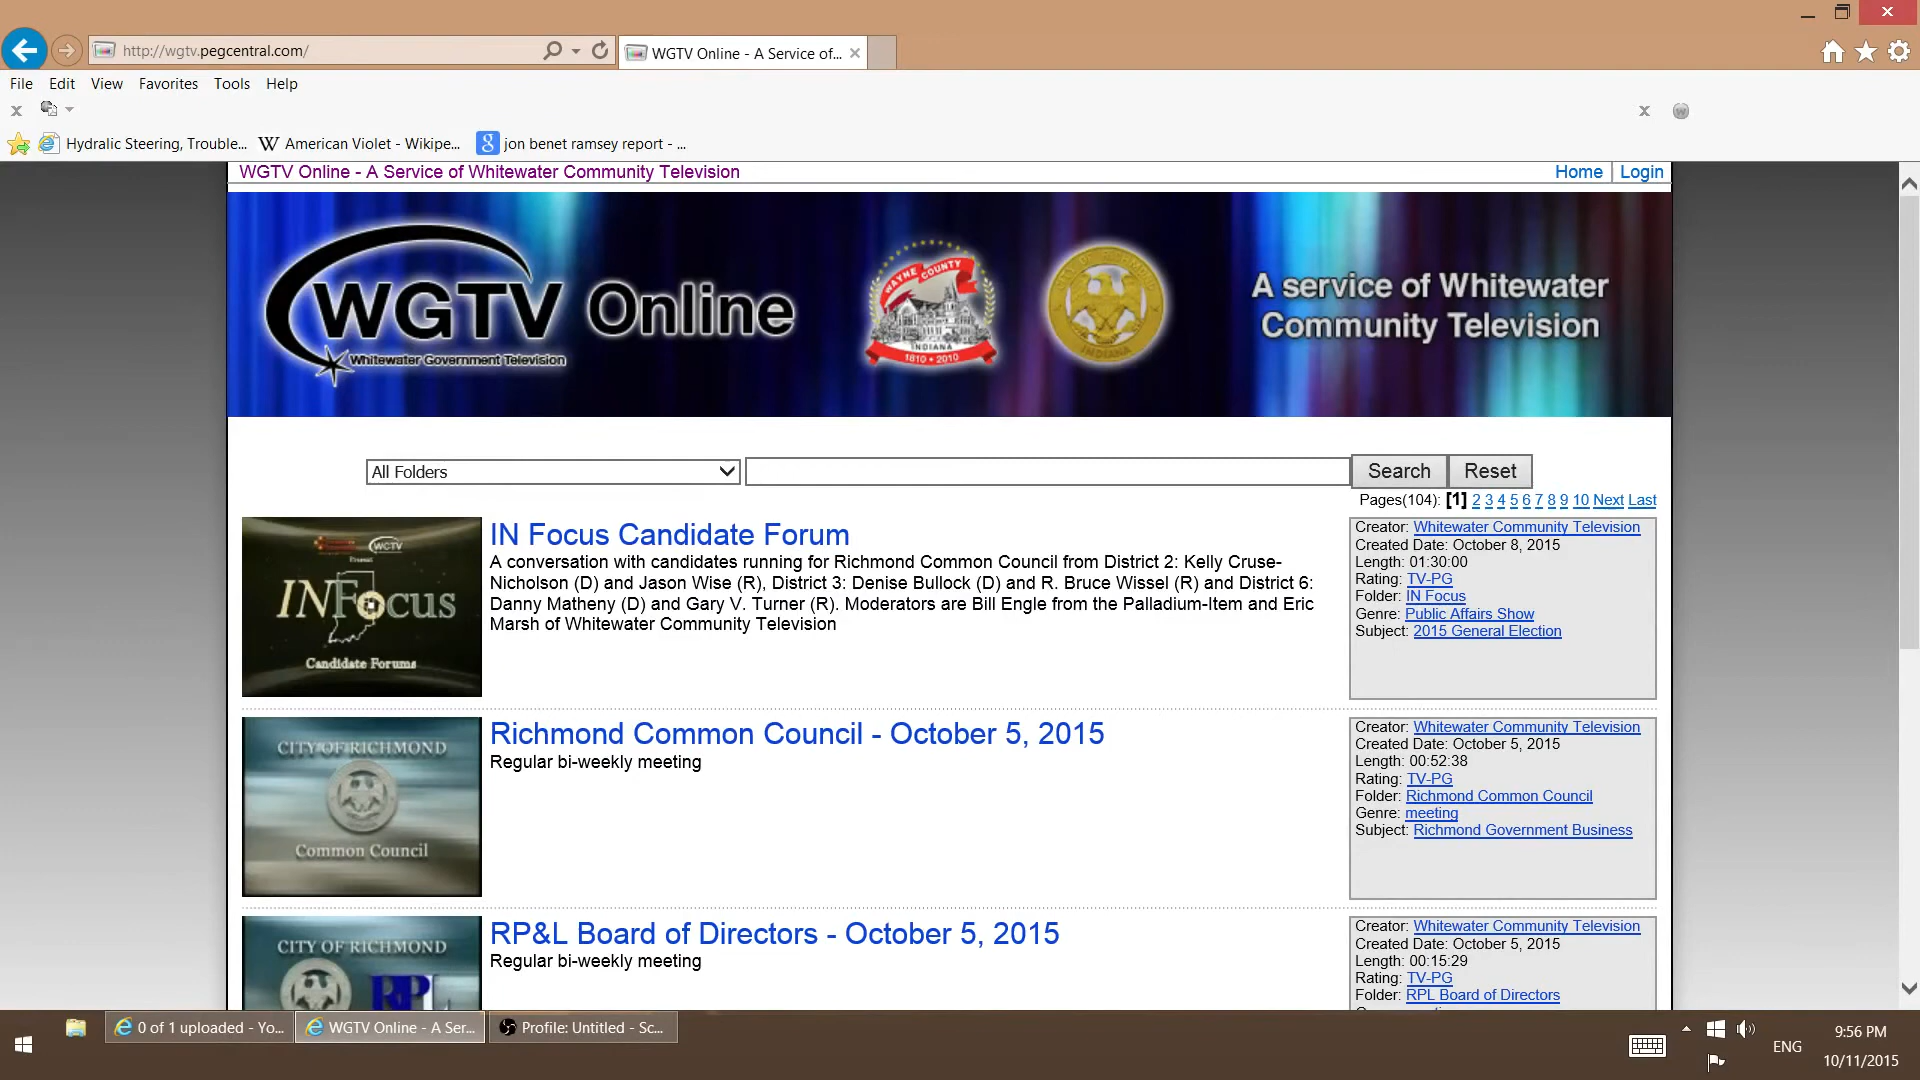 http://wgtv.pegcentral.com/
WGTV Online - A Service of...
File Edit View Favorites Tools Help
Hydralic Steering, Trouble... American Violet - Wikipe... jon benet ramsey report - ...
WGTV Online - A Service of Whitewater Community Television
Home Login
WGTV Online
Whitewater Government Television
WAYNE COUNTY
INDIANA
1810 • 2010
CITY OF RICHMOND
INDIANA
A service of Whitewater
Community Television
All Folders
Search Reset
Pages(104): [1] 2 3 4 5 6 7 8 9 10 Next Last
WGTV
INFocus
Candidate Forums
IN Focus Candidate Forum
A conversation with candidates running for Richmond Common Council from District 2: Kelly Cruse-
Nicholson (D) and Jason Wise (R), District 3: Denise Bullock (D) and R. Bruce Wissel (R) and District 6:
Danny Matheny (D) and Gary V. Turner (R). Moderators are Bill Engle from the Palladium-Item and Eric
Marsh of Whitewater Community Television
Creator: Whitewater Community Television
Created Date: October 8, 2015
Length: 01:30:00
Rating: TV-PG
Folder: IN Focus
Genre: Public Affairs Show
Subject: 2015 General Election
CITY OF RICHMOND
Common Council
Richmond Common Council - October 5, 2015
Regular bi-weekly meeting
Creator: Whitewater Community Television
Created Date: October 5, 2015
Length: 00:52:38
Rating: TV-PG
Folder: Richmond Common Council
Genre: meeting
Subject: Richmond Government Business
CITY OF RICHMOND
RPL
RP&L Board of Directors - October 5, 2015
Regular bi-weekly meeting
Creator: Whitewater Community Television
Created Date: October 5, 2015
Length: 00:15:29
Rating: TV-PG
Folder: RPL Board of Directors
0 of 1 uploaded - Yo... WGTV Online - A Ser... Profile: Untitled - Sc...
ENG
9:56 PM
10/11/2015